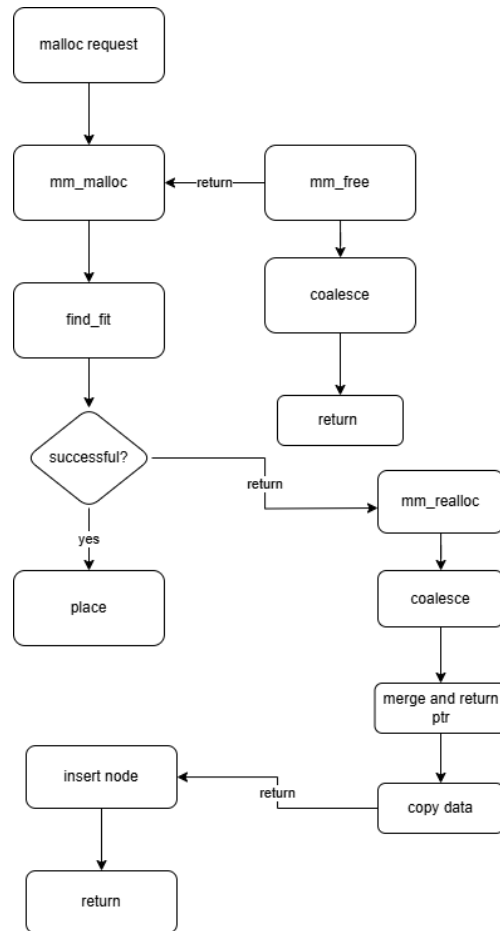 malloc request
mm_malloc
return
mm_free
find_fit
coalesce
return
successful?
return
mm_realloc
yes
place
coalesce
merge and return
ptr
insert node
return
copy data
return